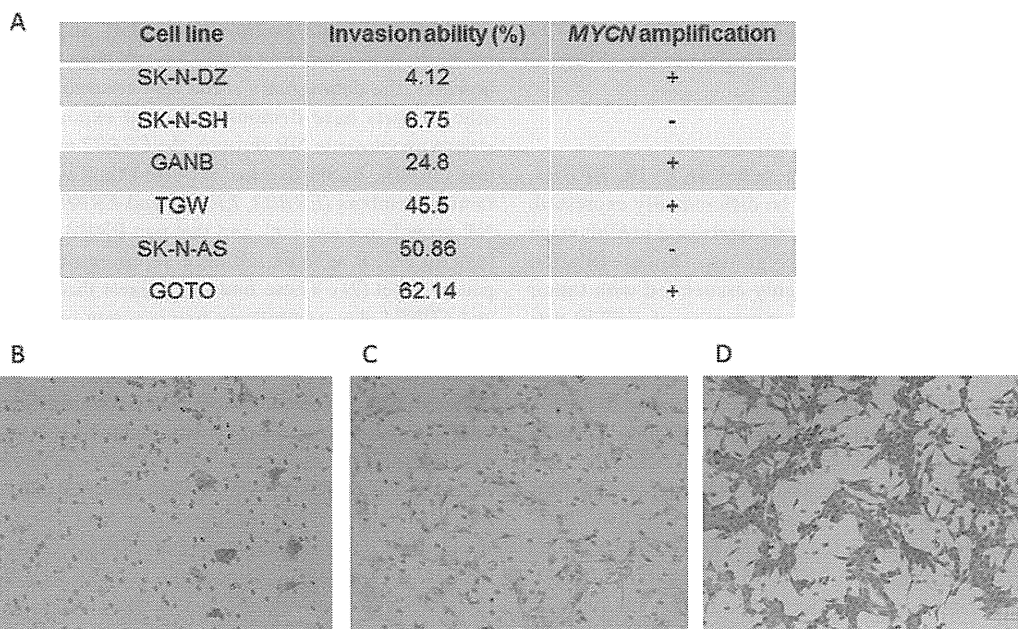 A
Cell line Invasion ability (%) MYCN amplification
SK-N-DZ 4.12 +
SK-N-SH 6.75 -
GANB 24.8 +
TGW 45.5 +
SK-N-AS 50.86 -
GOTO 62.14 +
B C D